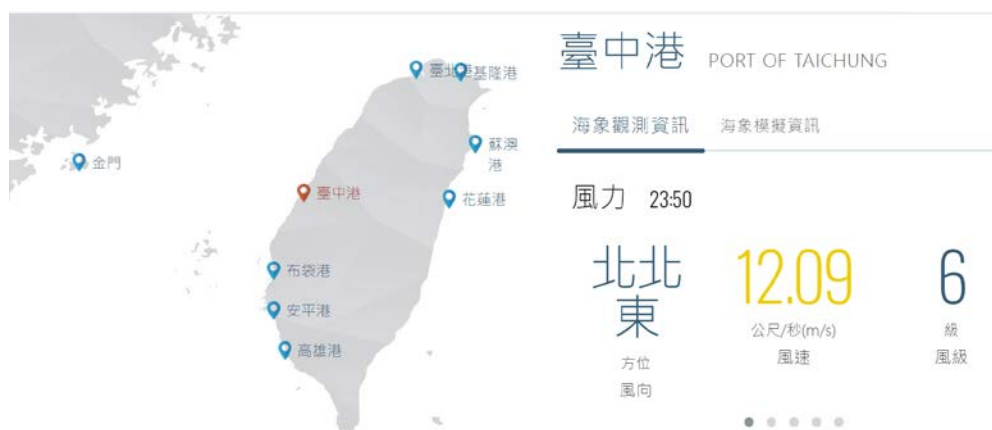 臺中港 PORT OF TAICHUNG
海象觀測資訊 海象模擬資訊
風力 23:50
北北
東
方位
風向
12.09
公尺/秒(m/s)
風速
6
級
風級
臺北港
基隆港
蘇澳
港
金門
臺中港
花蓮港
布袋港
安平港
高雄港